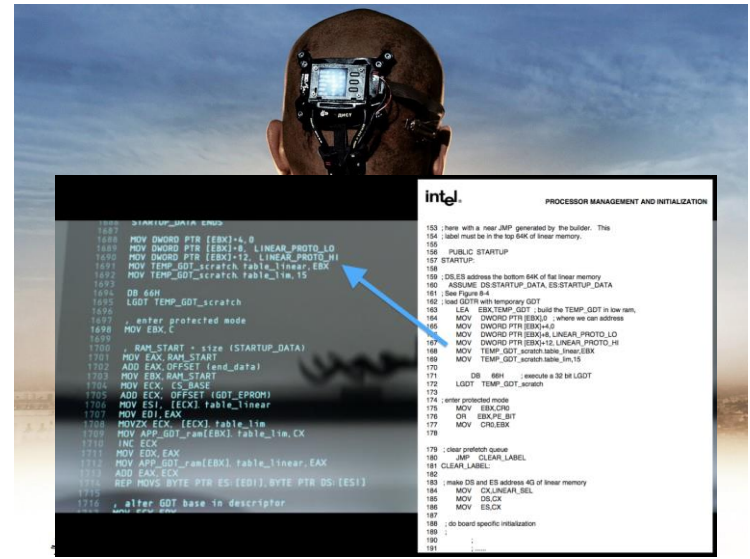 ДИСТ
1686 STARTUP_DATA ENDS
1687
1688 MOV DWORD PTR [EBX]+4,0
1689 MOV DWORD PTR [EBX]+8, LINEAR_PROTO_LO
1690 MOV DWORD PTR [EBX]+12, LINEAR_PROTO_HI
1691 MOV TEMP_GDT_scratch table_linear,EBX
1692 MOV TEMP_GDT_scratch table_lim,15
1693
1694 DB 66H
1695 LGDT TEMP_GDT_scratch
1696
1697 , enter protected mode
1698 MOV EBX,C
1699
1700 , RAM_START + size (STARTUP_DATA)
1701 MOV EAX,RAM_START
1702 ADD EAX,OFFSET (end_data)
1703 MOV EBX,RAM_START
1704 MOV ECX, CS_BASE
1705 ADD ECX, OFFSET (GDT_EPROM)
1706 MOV ESI, [ECX]. table_linear
1707 MOV EDI,EAX
1708 MOVZX ECX, [ECX]. table_lim
1709 MOV APP_GDT_ram[EBX]. table_lim,CX
1710 INC ECX
1711 MOV EDX,EAX
1712 MOV APP_GDT_ram[EBX]. table_linear,EAX
1713 ADD EAX,ECX
1714 REP MOVS BYTE PTR ES:[EDI],BYTE PTR DS:[ESI]
1715
1716 , alter GDT base in descriptor
intel.
PROCESSOR MANAGEMENT AND INITIALIZATION
153 ; here with a near JMP generated by the builder. This
154 ; label must be in the top 64K of linear memory.
155
156 PUBLIC STARTUP
157 STARTUP:
158
159 ; DS,ES address the bottom 64K of flat linear memory
160 ASSUME DS:STARTUP_DATA, ES:STARTUP_DATA
161 ; See Figure 8-4
162 ; load GDTR with temporary GDT
163 LEA EBX,TEMP_GDT ; build the TEMP_GDT in low ram,
164 MOV DWORD PTR [EBX],0 ; where we can address
165 MOV DWORD PTR [EBX]+4,0
166 MOV DWORD PTR [EBX]+8, LINEAR_PROTO_LO
167 MOV DWORD PTR [EBX]+12, LINEAR_PROTO_HI
168 MOV TEMP_GDT_scratch.table_linear,EBX
169 MOV TEMP_GDT_scratch.table_lim,15
170
171 DB 66H ; execute a 32 bit LGDT
172 LGDT TEMP_GDT_scratch
173
174 ; enter protected mode
175 MOV EBX,CR0
176 OR EBX,PE_BIT
177 MOV CR0,EBX
178
179 ; clear prefetch queue
180 JMP CLEAR_LABEL
181 CLEAR_LABEL:
182
183 ; make DS and ES address 4G of linear memory
184 MOV CX,LINEAR_SEL
185 MOV DS,CX
186 MOV ES,CX
187
188 ; do board specific initialization
189 ;
190 ;
191 ; ......